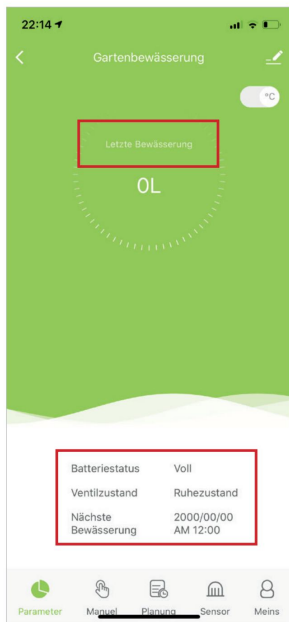 22:14
Gartenbewässerung
°C
Letzte Bewässerung
0L
Batteriestatus Voll
Ventilzustand Ruhezustand
Nächste 2000/00/00
Bewässerung AM 12:00
Parameter Manuel Planung Sensor Meins